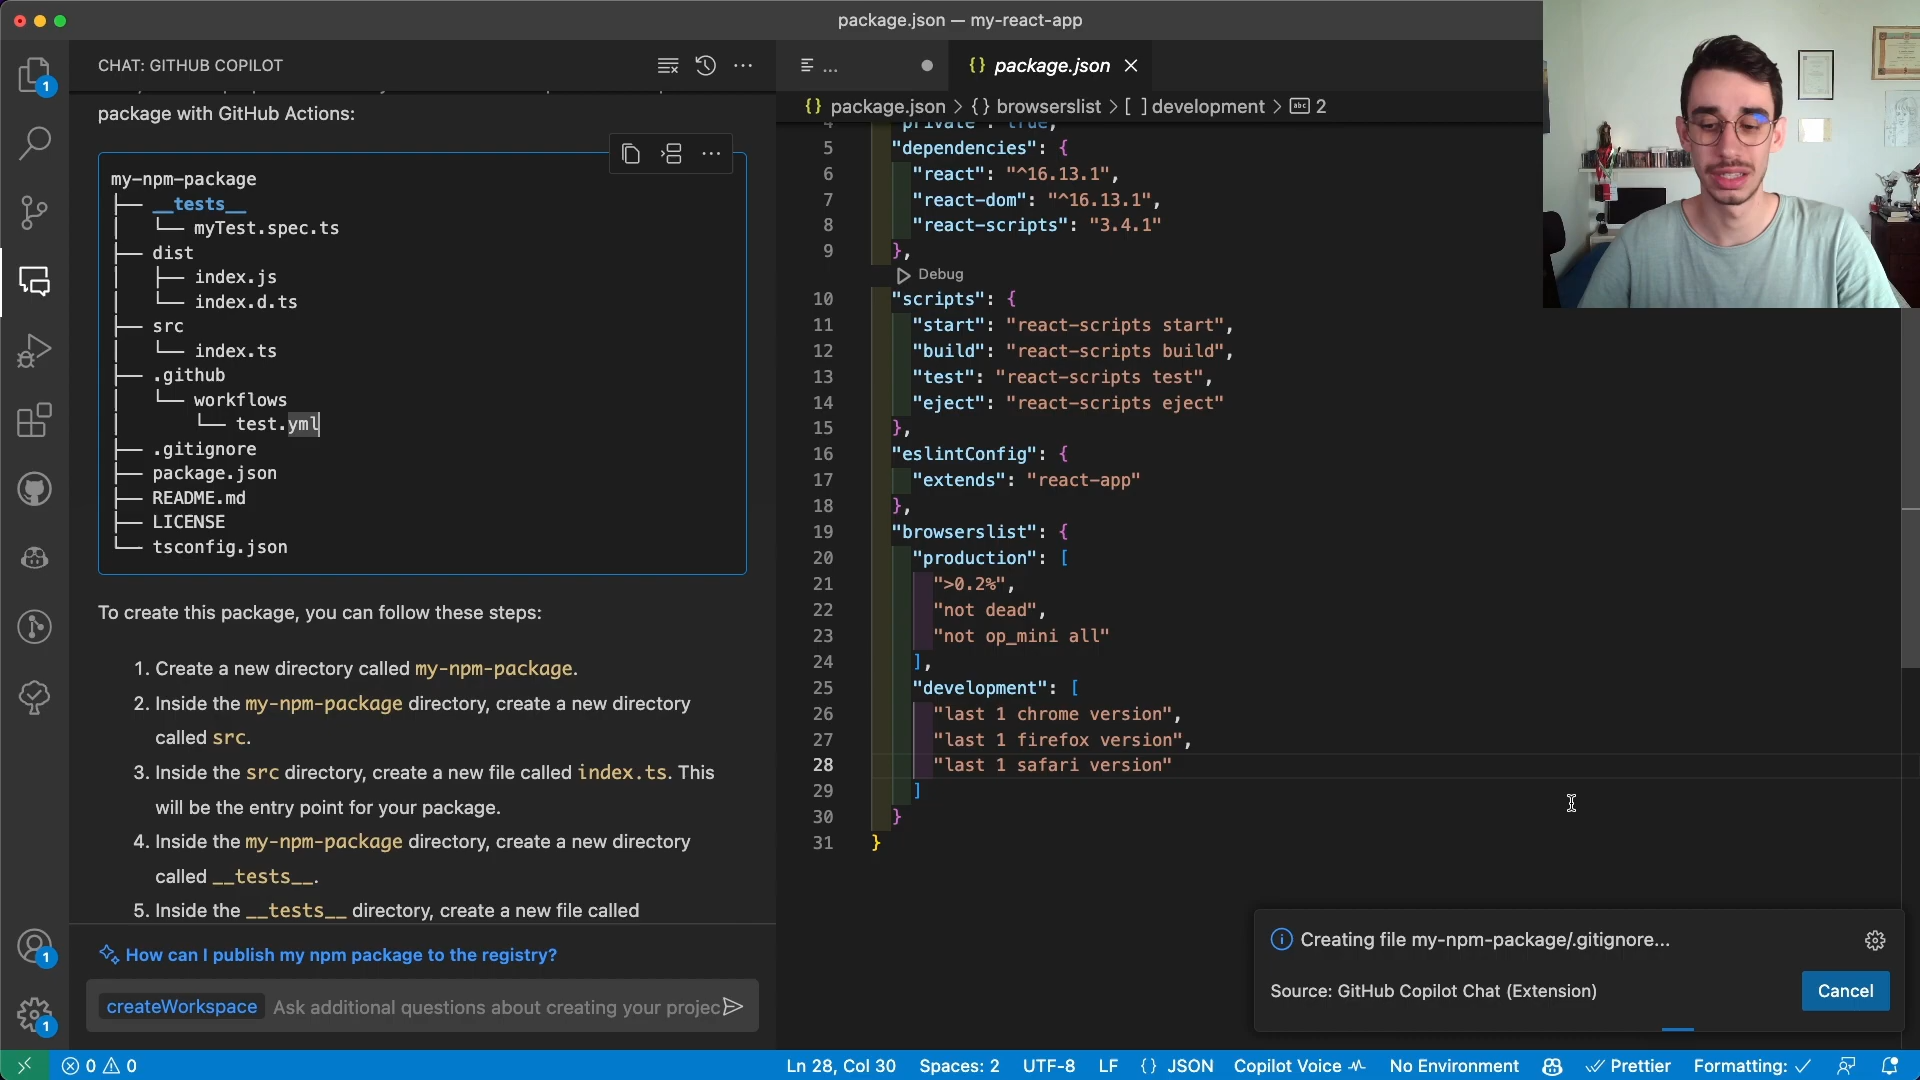 package.json — my-react-app
CHAT: GITHUB COPILOT
package with GitHub Actions:
my-npm-package
├── __tests__
│   └── myTest.spec.ts
├── dist
│   ├── index.js
│   └── index.d.ts
├── src
│   └── index.ts
├── .github
│   └── workflows
│       └── test.yml
├── .gitignore
├── package.json
├── README.md
├── LICENSE
└── tsconfig.json
To create this package, you can follow these steps:
1. Create a new directory called my-npm-package.
2. Inside the my-npm-package directory, create a new directory
called src.
3. Inside the src directory, create a new file called index.ts. This
will be the entry point for your package.
4. Inside the my-npm-package directory, create a new directory
called __tests__.
5. Inside the __tests__ directory, create a new file called
How can I publish my npm package to the registry?
createWorkspace Ask additional questions about creating your projec
1
1
1
...
{} package.json
{} package.json > {} browserslist > [ ] development > abc 2
4 "private": true,
5 "dependencies": {
6 "react": "^16.13.1",
7 "react-dom": "^16.13.1",
8 "react-scripts": "3.4.1"
9 },
Debug
10 "scripts": {
11 "start": "react-scripts start",
12 "build": "react-scripts build",
13 "test": "react-scripts test",
14 "eject": "react-scripts eject"
15 },
16 "eslintConfig": {
17 "extends": "react-app"
18 },
19 "browserslist": {
20 "production": [
21 ">0.2%",
22 "not dead",
23 "not op_mini all"
24 ],
25 "development": [
26 "last 1 chrome version",
27 "last 1 firefox version",
28 "last 1 safari version"
29 ]
30 }
31 }
Creating file my-npm-package/.gitignore...
Source: GitHub Copilot Chat (Extension)
Cancel
0 0
Ln 28, Col 30 Spaces: 2 UTF-8 LF {} JSON Copilot Voice No Environment Prettier Formatting: